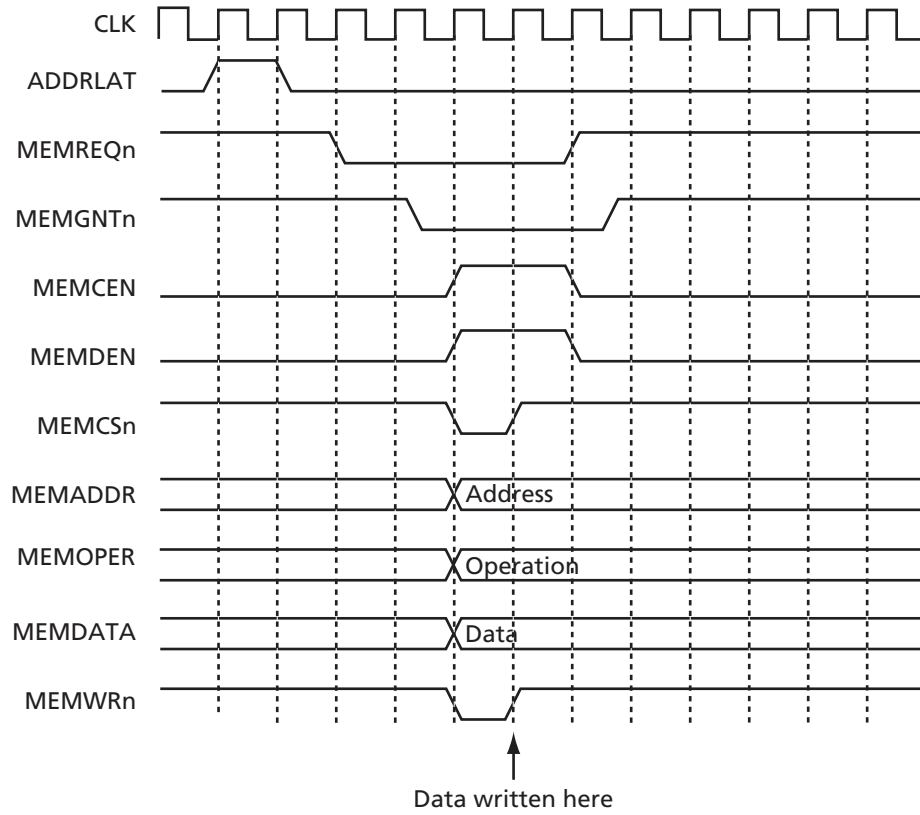 CLK
ADDRLAT
MEMREQn
MEMGNTn
MEMCEN
MEMDEN
MEMCSn
MEMADDR
Address
MEMOPER
Operation
MEMDATA
Data
MEMWRn
Data written here